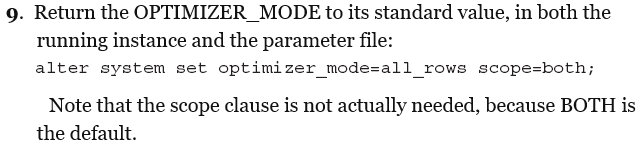 9. Return the OPTIMIZER_MODE to its standard value, in both the
running instance and the parameter file:
alter system set optimizer_mode=all_rows scope=both;
Note that the scope clause is not actually needed, because BOTH is
the default.